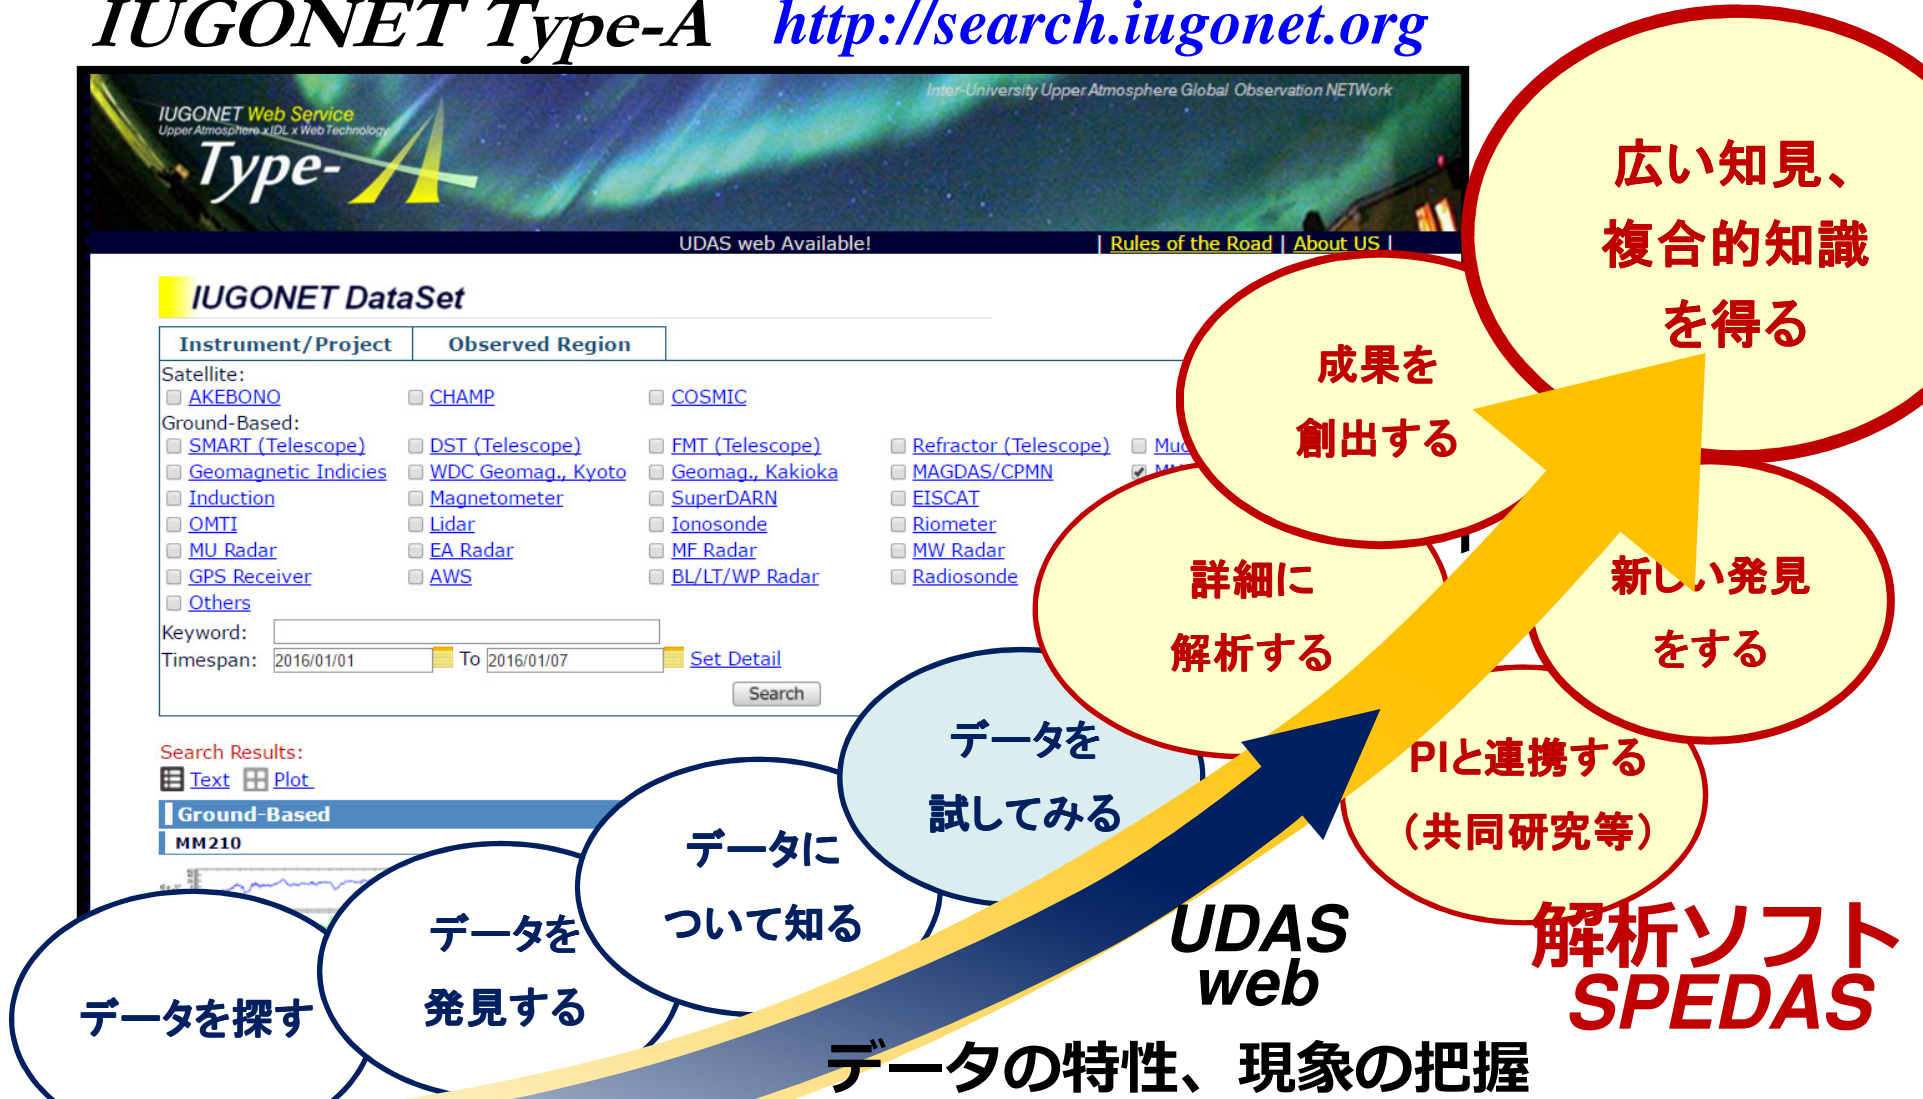 IUGONET Type-A http://search.iugonet.org
Inter-University Upper Atmosphere Global Observation NETWork
IUGONET Web Service
Upper Atmosphere x IDL x Web Technology
Type-A
UDAS web Available! | Rules of the Road | About US |
IUGONET DataSet
Instrument/Project Observed Region
Satellite:
AKEBONO CHAMP COSMIC
Ground-Based:
SMART (Telescope) DST (Telescope) FMT (Telescope) Refractor (Telescope)
Geomagnetic Indicies WDC Geomag., Kyoto Geomag., Kakioka MAGDAS/CPMN
Induction Magnetometer SuperDARN EISCAT
OMTI Lidar Ionosonde Riometer
MU Radar EA Radar MF Radar MW Radar
GPS Receiver AWS BL/LT/WP Radar Radiosonde
Others
Keyword:
Timespan: 2016/01/01 To 2016/01/07 Set Detail
Search
Search Results:
Text Plot
Ground-Based
MM210
データを探す
データを
発見する
データに
ついて知る
データを
試してみる
詳細に
解析する
成果を
創出する
広い知見、
複合的知識
を得る
新しい発見
をする
PIと連携する
（共同研究等）
UDAS
web
解析ソフト
SPEDAS
データの特性、現象の把握